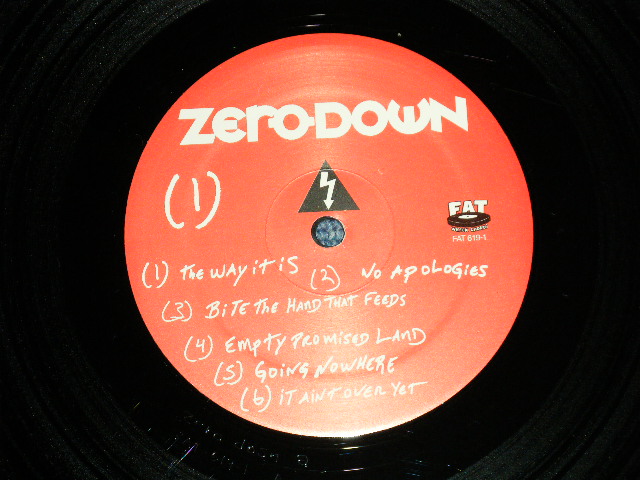 ZERO-DOWN
(1)
FAT
FAT 619-1
(1) THE WAY iT iS (2) NO APOLOGiES
(3) BiTE THE HAND THAT FEEDS
(4) EMPTY PROMiSED LAND
(5) GOiNG NOWHERE
(6) iT AiNT OVER YET